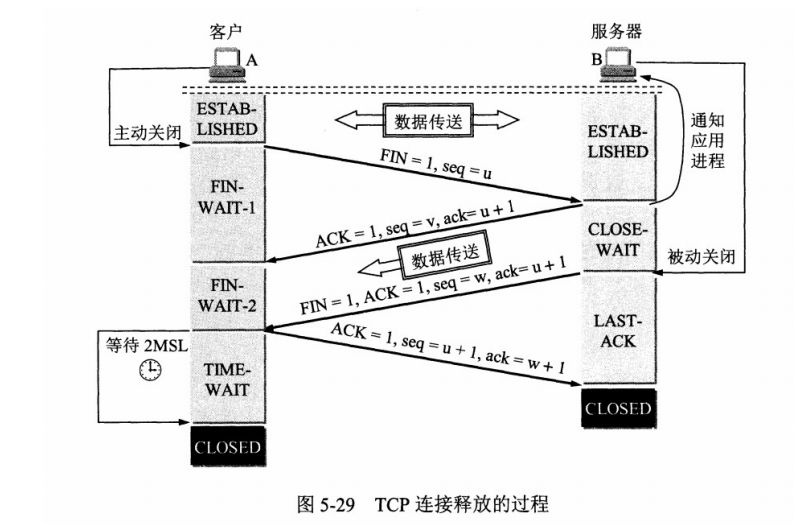 客户
服务器
A
B
ESTAB-
LISHED
数据传送
ESTAB-
LISHED
通知
应用
进程
主动关闭
FIN = 1, seq = u
FIN-
WAIT-1
ACK = 1, seq = v, ack= u + 1
CLOSE-
WAIT
被动关闭
数据传送
FIN-
WAIT-2
FIN = 1, ACK = 1, seq = w, ack= u + 1
LAST-
ACK
ACK = 1, seq = u + 1, ack = w + 1
等待 2MSL
TIME-
WAIT
CLOSED
CLOSED
图 5-29 TCP 连接释放的过程